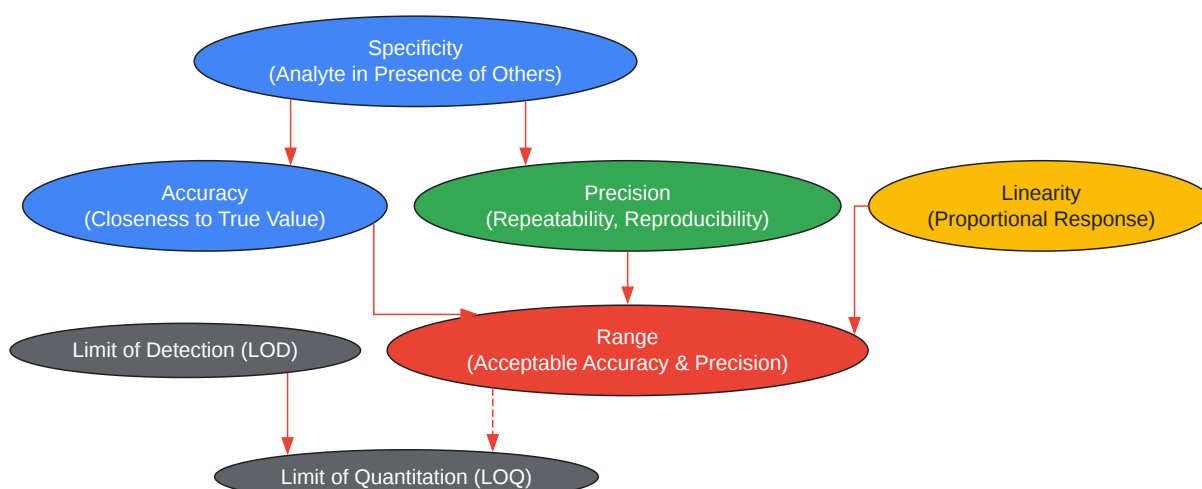 Specificity
(Analyte in Presence of Others)
Accuracy
(Closeness to True Value)
Precision
(Repeatability, Reproducibility)
Linearity
(Proportional Response)
Limit of Detection (LOD)
Range
(Acceptable Accuracy & Precision)
Limit of Quantitation (LOQ)